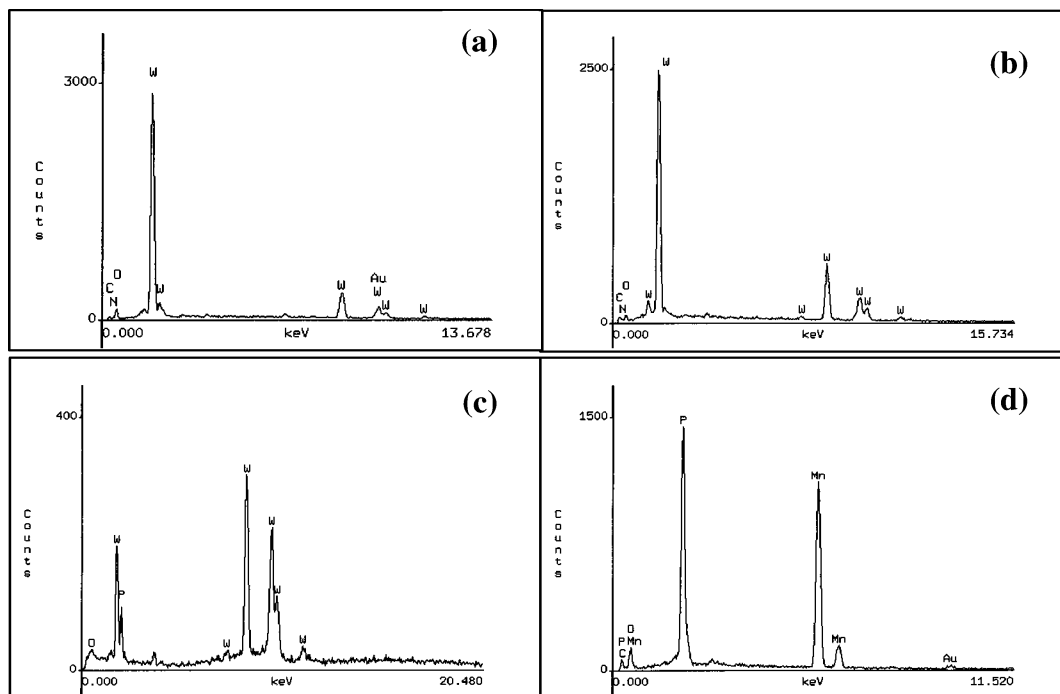 (a)
3000
W
Counts
O
C
N
W
W
Au
W
W
W
0
0.000 keV 13.678
(b)
2500
W
Counts
O
C
N
W
W
W
W
W
W
0
0.000 keV 15.734
(c)
400
W
W
W
P
W
Counts
O
W
W
0
0.000 keV 20.480
(d)
1500
P
Mn
Counts
O
P Mn
C
Mn
Au
0
0.000 keV 11.520